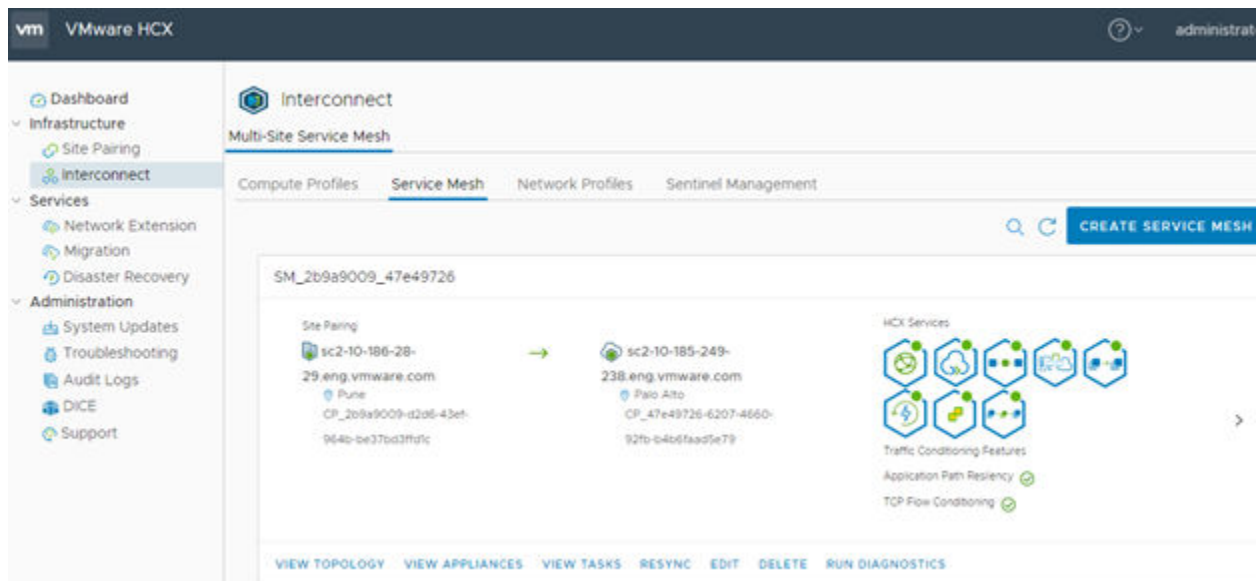 vm VMware HCX
administrat
Dashboard
Infrastructure
Site Pairing
Interconnect
Services
Network Extension
Migration
Disaster Recovery
Administration
System Updates
Troubleshooting
Audit Logs
DICE
Support
Interconnect
Multi-Site Service Mesh
Compute Profiles Service Mesh Network Profiles Sentinel Management
CREATE SERVICE MESH
SM_2b9a9009_47e49726
Site Pairing
sc2-10-186-28-
29.eng.vmware.com
Pune
CP_2b9a9009-d2d6-43ef-
964b-be37bd3ffd1c
sc2-10-185-249-
238.eng.vmware.com
Palo Alto
CP_47e49726-6207-4660-
92fb-b4b6faad5e79
HCX Services
Traffic Conditioning Features
Application Path Resiliency
TCP Flow Conditioning
VIEW TOPOLOGY VIEW APPLIANCES VIEW TASKS RESYNC EDIT DELETE RUN DIAGNOSTICS